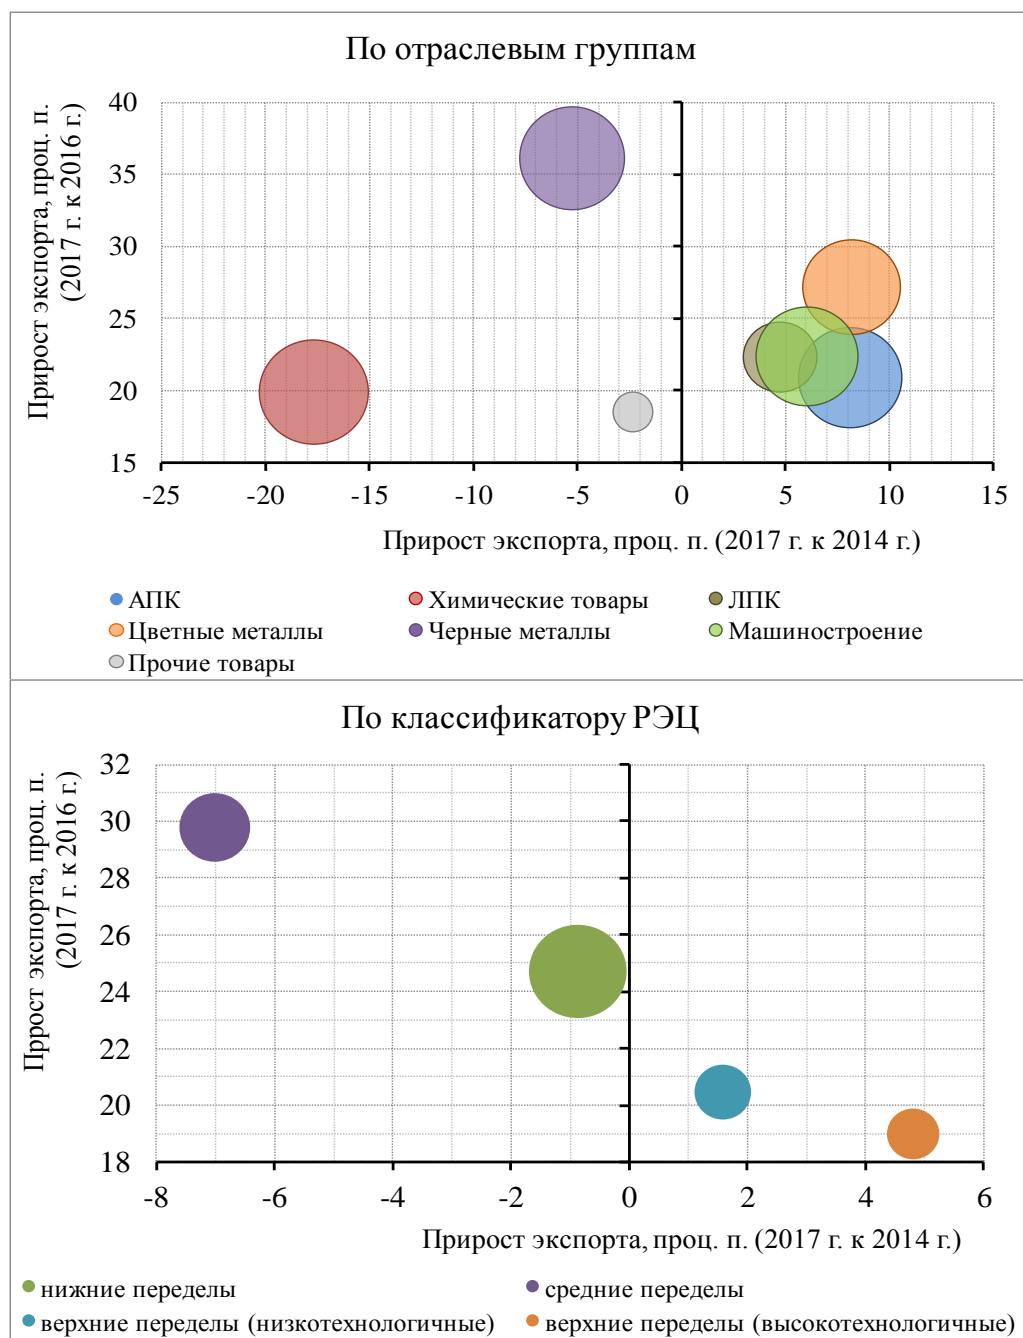 По отраслевым группам
Прирост экспорта, проц. п.
(2017 г. к 2016 г.)
40
35
30
25
20
15
-25 -20 -15 -10 -5 0 5 10 15
Прирост экспорта, проц. п. (2017 г. к 2014 г.)
АПК Химические товары ЛПК
Цветные металлы Черные металлы Машиностроение
Прочие товары
По классификатору РЭЦ
Пррост экспорта, проц. п.
(2017 г. к 2016 г.)
32
30
28
26
24
22
20
18
-8 -6 -4 -2 0 2 4 6
Прирост экспорта, проц. п. (2017 г. к 2014 г.)
нижние переделы средние переделы
верхние переделы (низкотехнологичные) верхние переделы (высокотехнологичные)